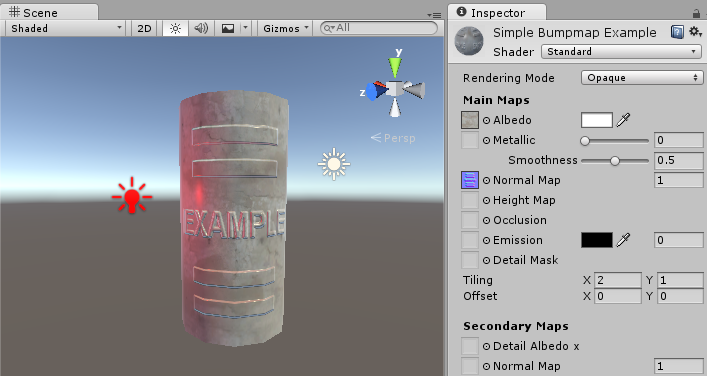 Scene
Shaded
2D
Gizmos
All
y
z
Persp
EXAMPLE
Inspector
Simple Bumpmap Example
Shader
Standard
Rendering Mode
Opaque
Main Maps
Albedo
Metallic
0
Smoothness
0.5
Normal Map
1
Height Map
Occlusion
Emission
0
Detail Mask
Tiling X 2 Y 1
Offset X 0 Y 0
Secondary Maps
Detail Albedo x
Normal Map
1